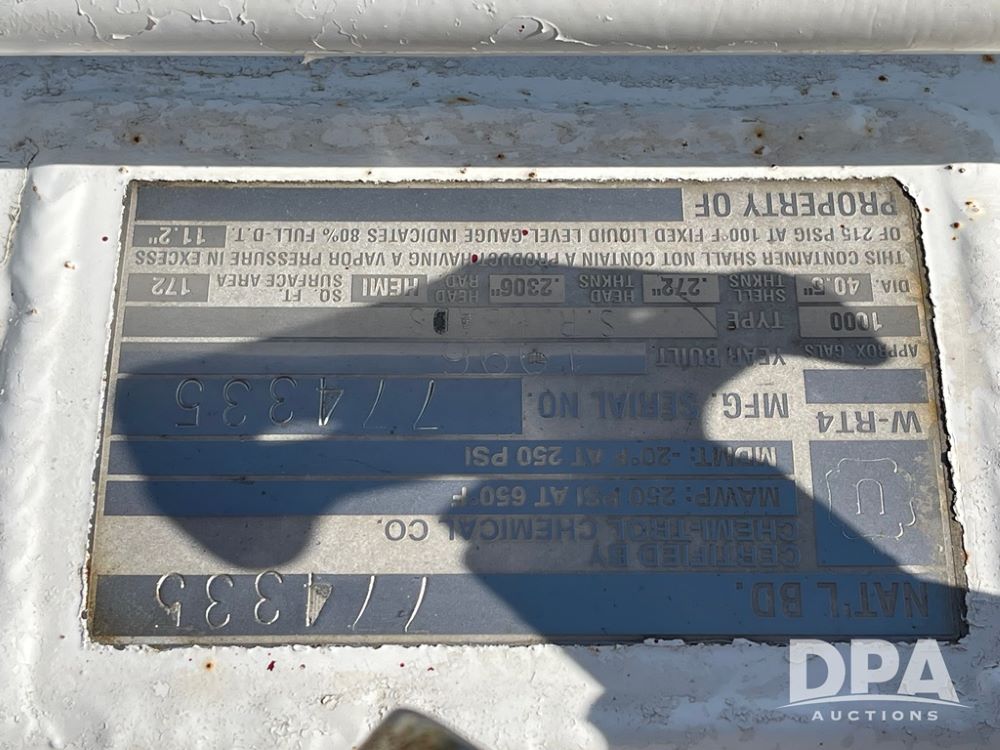 NAT'L BD. 774335
CERTIFIED BY
CHEMI-TROL CHEMICAL CO.
U
MAWP: 250 PSI AT 650°F
MDMT: -20°F AT 250 PSI
W-RT4
MFG. SERIAL NO. 774335
YEAR BUILT 1996
APPROX. GALS.
1000
TYPE
DIA. 40.5" SHELL THKNS .272" HEAD THKNS .2306" HEAD RAD. HEMI SQ. FT. SURFACE AREA 172
THIS CONTAINER SHALL NOT CONTAIN A PRODUCT HAVING A VAPOR PRESSURE IN EXCESS
OF 215 PSIG AT 100°F FIXED LIQUID LEVEL GAUGE INDICATES 80% FULL-D.T. 11.2"
PROPERTY OF
DPA
AUCTIONS